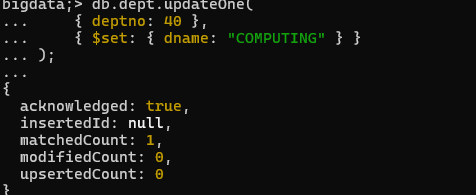 bigdata;> db.dept.updateOne(
... { deptno: 40 },
... { $set: { dname: "COMPUTING" } }
... );
...
{
acknowledged: true,
insertedId: null,
matchedCount: 1,
modifiedCount: 0,
upsertedCount: 0
}